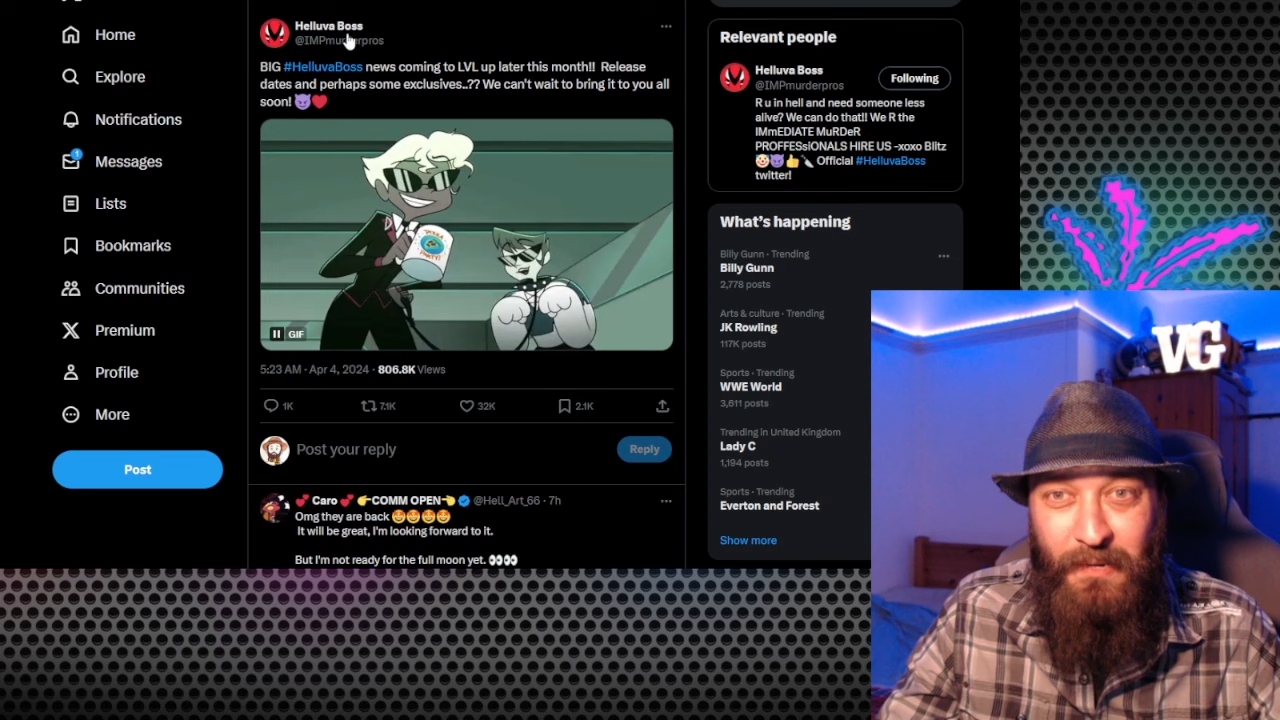 Home
Explore
Notifications
1
Messages
Lists
Bookmarks
Communities
Premium
Profile
More
Post
Helluva Boss
@IMPmurderpros
BIG #HelluvaBoss news coming to LVL up later this month!! Release
dates and perhaps some exclusives..?? We can't wait to bring it to you all
soon! 😈❤️
GIF
5:23 AM · Apr 4, 2024 · 806.8K Views
1K 7.1K 32K 2.1K
Post your reply
Reply
💕 Caro 💕 👉COMM OPEN👈 @Hell_Art_66 · 7h
Omg they are back 🤩🤩🤩🤩
It will be great, I'm looking forward to it.
But I'm not ready for the full moon yet. 👀👀
Relevant people
Helluva Boss
@IMPmurderpros
Following
R u in hell and need someone less
alive? We can do that!! We R the
IMmEDIATE MuRDeR
PROFFESsIONALS HIRE US -xoxo Blitz
🤡😈👍🔪 Official #HelluvaBoss
twitter!
What's happening
Billy Gunn · Trending
Billy Gunn
2,778 posts
Arts & culture · Trending
JK Rowling
117K posts
Sports · Trending
WWE World
3,611 posts
Trending in United Kingdom
Lady C
1,194 posts
Sports · Trending
Everton and Forest
Show more
VG